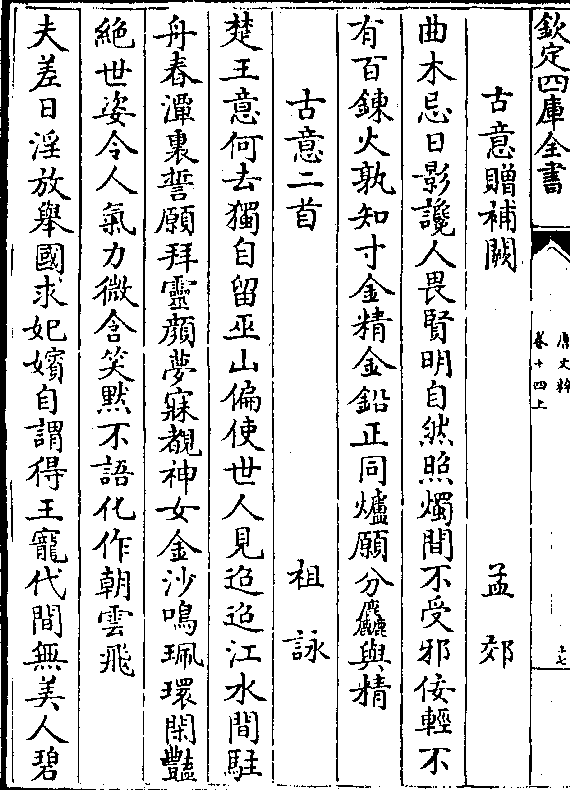 欽定四庫全書
唐文粹
卷十四上
十七
古意贈補闕 孟郊
曲木忌日影讒人畏賢明自然照燭間不受邪佞輕不
有百鍊火孰知寸金精金鉛正同爐願分麤與精
古意二首 祖詠
楚王意何去獨自留巫山偏使世人見迢迢江水間駐
舟春潭裏誓願拜靈顔夢寐覩神女金沙鳴珮環閑豔
絶世姿令人氣力微含笑黙不語化作朝雲飛
夫差日淫放舉國求妃嬪自謂得王寵代間無美人碧